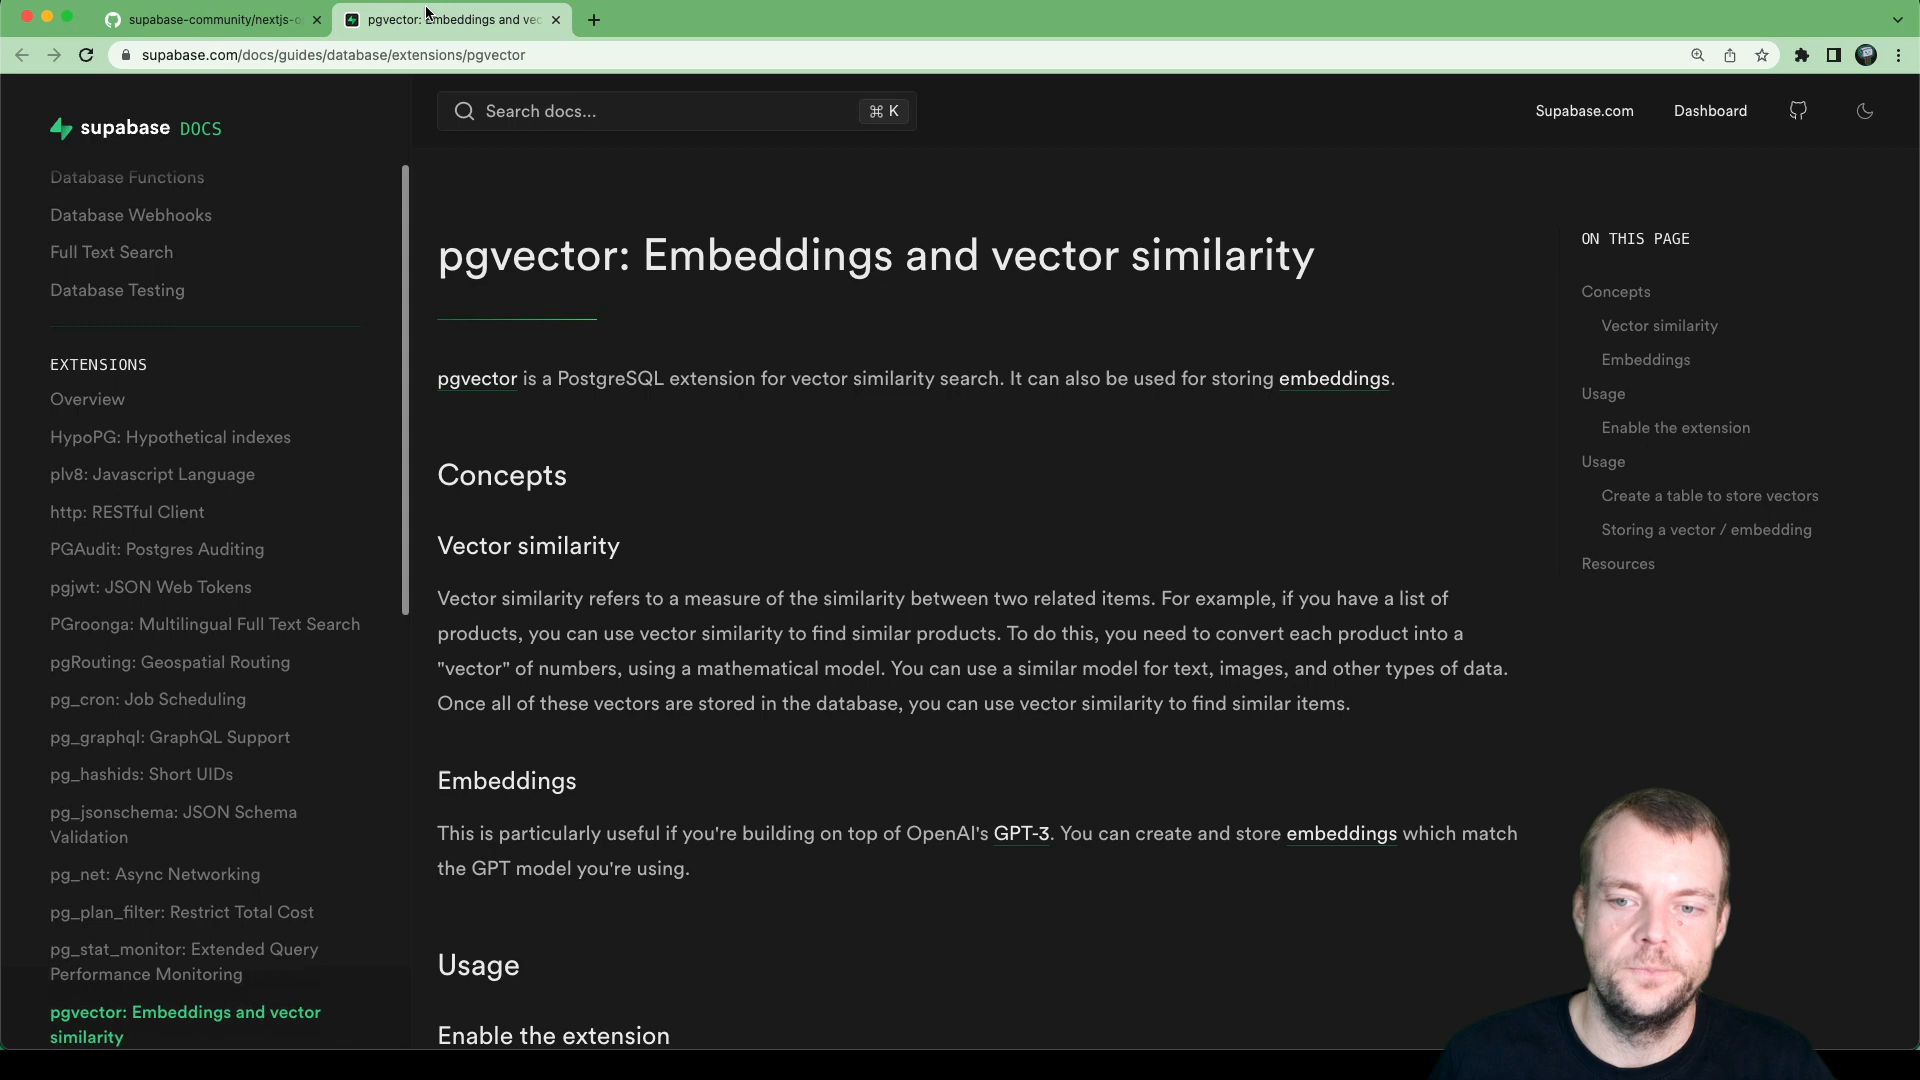 supabase-community/nextjs-o
pgvector: Embeddings and vec
supabase.com/docs/guides/database/extensions/pgvector
supabase DOCS
Search docs...
⌘ K
Supabase.com
Dashboard
Database Functions
Database Webhooks
Full Text Search
Database Testing
EXTENSIONS
Overview
HypoPG: Hypothetical indexes
plv8: Javascript Language
http: RESTful Client
PGAudit: Postgres Auditing
pgjwt: JSON Web Tokens
PGroonga: Multilingual Full Text Search
pgRouting: Geospatial Routing
pg_cron: Job Scheduling
pg_graphql: GraphQL Support
pg_hashids: Short UIDs
pg_jsonschema: JSON Schema
Validation
pg_net: Async Networking
pg_plan_filter: Restrict Total Cost
pg_stat_monitor: Extended Query
Performance Monitoring
pgvector: Embeddings and vector
similarity
pgvector: Embeddings and vector similarity
pgvector is a PostgreSQL extension for vector similarity search. It can also be used for storing embeddings.
Concepts
Vector similarity
Vector similarity refers to a measure of the similarity between two related items. For example, if you have a list of
products, you can use vector similarity to find similar products. To do this, you need to convert each product into a
"vector" of numbers, using a mathematical model. You can use a similar model for text, images, and other types of data.
Once all of these vectors are stored in the database, you can use vector similarity to find similar items.
Embeddings
This is particularly useful if you're building on top of OpenAI's GPT-3. You can create and store embeddings which match
the GPT model you're using.
Usage
Enable the extension
ON THIS PAGE
Concepts
Vector similarity
Embeddings
Usage
Enable the extension
Usage
Create a table to store vectors
Storing a vector / embedding
Resources